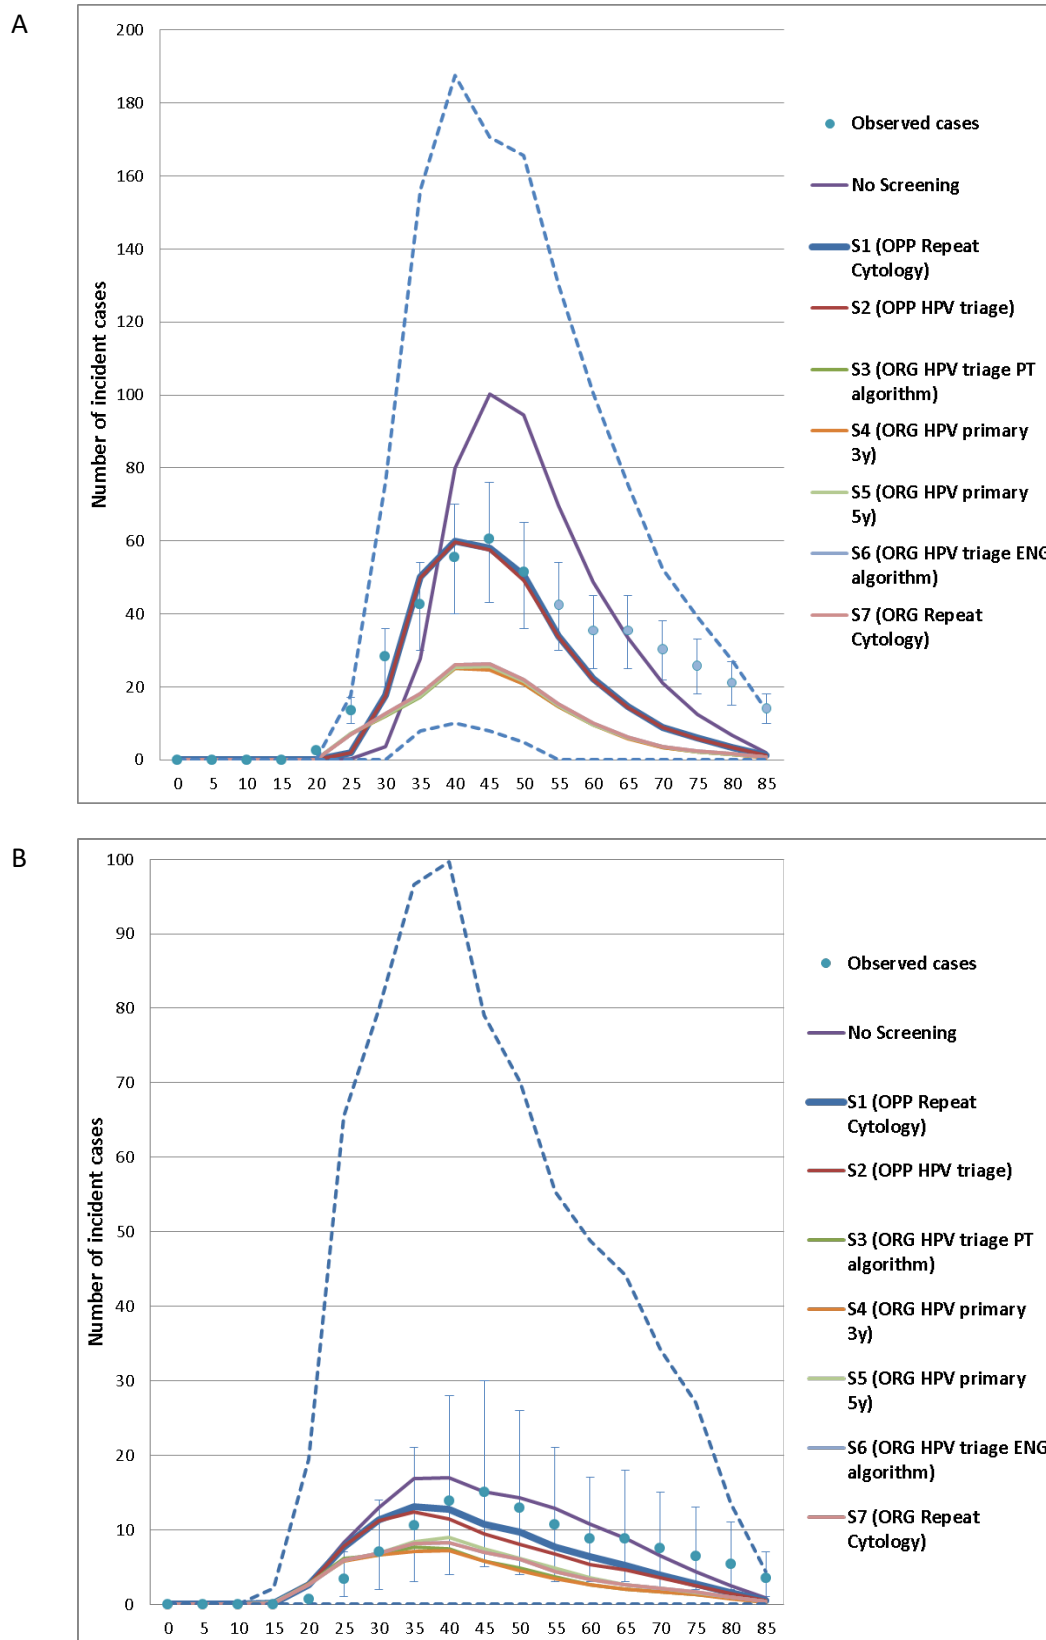 A
Number of incident cases
200
180
160
140
120
100
80
60
40
20
0
0 5 10 15 20 25 30 35 40 45 50 55 60 65 70 75 80 85
Observed cases
No Screening
S1 (OPP Repeat
Cytology)
S2 (OPP HPV triage)
S3 (ORG HPV triage PT
algorithm)
S4 (ORG HPV primary
3y)
S5 (ORG HPV primary
5y)
S6 (ORG HPV triage ENG
algorithm)
S7 (ORG Repeat
Cytology)
B
Number of incident cases
100
90
80
70
60
50
40
30
20
10
0
0 5 10 15 20 25 30 35 40 45 50 55 60 65 70 75 80 85
Observed cases
No Screening
S1 (OPP Repeat
Cytology)
S2 (OPP HPV triage)
S3 (ORG HPV triage PT
algorithm)
S4 (ORG HPV primary
3y)
S5 (ORG HPV primary
5y)
S6 (ORG HPV triage ENG
algorithm)
S7 (ORG Repeat
Cytology)